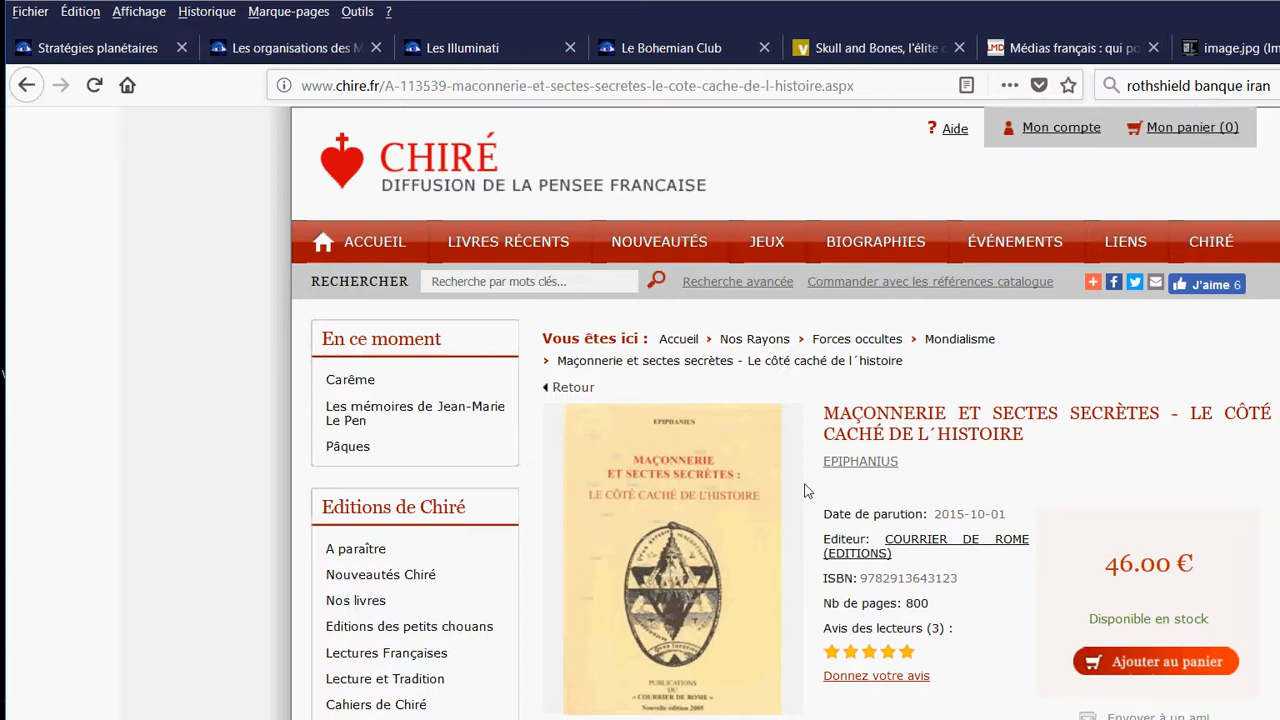 Fichier Édition Affichage Historique Marque-pages Outils ?
Stratégies planétaires
Les organisations des M
Les Illuminati
Le Bohemian Club
Skull and Bones, l'élite
Médias français : qui po
image.jpg (Im
www.chire.fr/A-113539-maconnerie-et-sectes-secretes-le-cote-cache-de-l-histoire.aspx
rothshield banque iran
? Aide
Mon compte
Mon panier (0)
CHIRÉ
DIFFUSION DE LA PENSEE FRANCAISE
ACCUEIL LIVRES RÉCENTS NOUVEAUTÉS JEUX BIOGRAPHIES ÉVÉNEMENTS LIENS CHIRÉ
RECHERCHER Recherche par mots clés... Recherche avancée Commander avec les références catalogue J'aime 6
En ce moment
Carême
Les mémoires de Jean-Marie
Le Pen
Pâques
Editions de Chiré
A paraître
Nouveautés Chiré
Nos livres
Editions des petits chouans
Lectures Françaises
Lecture et Tradition
Cahiers de Chiré
Vous êtes ici : Accueil > Nos Rayons > Forces occultes > Mondialisme
> Maçonnerie et sectes secrètes - Le côté caché de l´histoire
Retour
EPIPHANIUS
MAÇONNERIE
ET SECTES SECRÈTES :
LE CÔTÉ CACHÉ DE L'HISTOIRE
PUBLICATIONS
DU
« COURRIER DE ROME »
Nouvelle édition 2005
MAÇONNERIE ET SECTES SECRÈTES - LE CÔTÉ
CACHÉ DE L´HISTOIRE
EPIPHANIUS
Date de parution: 2015-10-01
Editeur: COURRIER DE ROME
(EDITIONS)
ISBN: 9782913643123
Nb de pages: 800
Avis des lecteurs (3) :
Donnez votre avis
46.00 €
Disponible en stock
Ajouter au panier
Envoyer à un ami